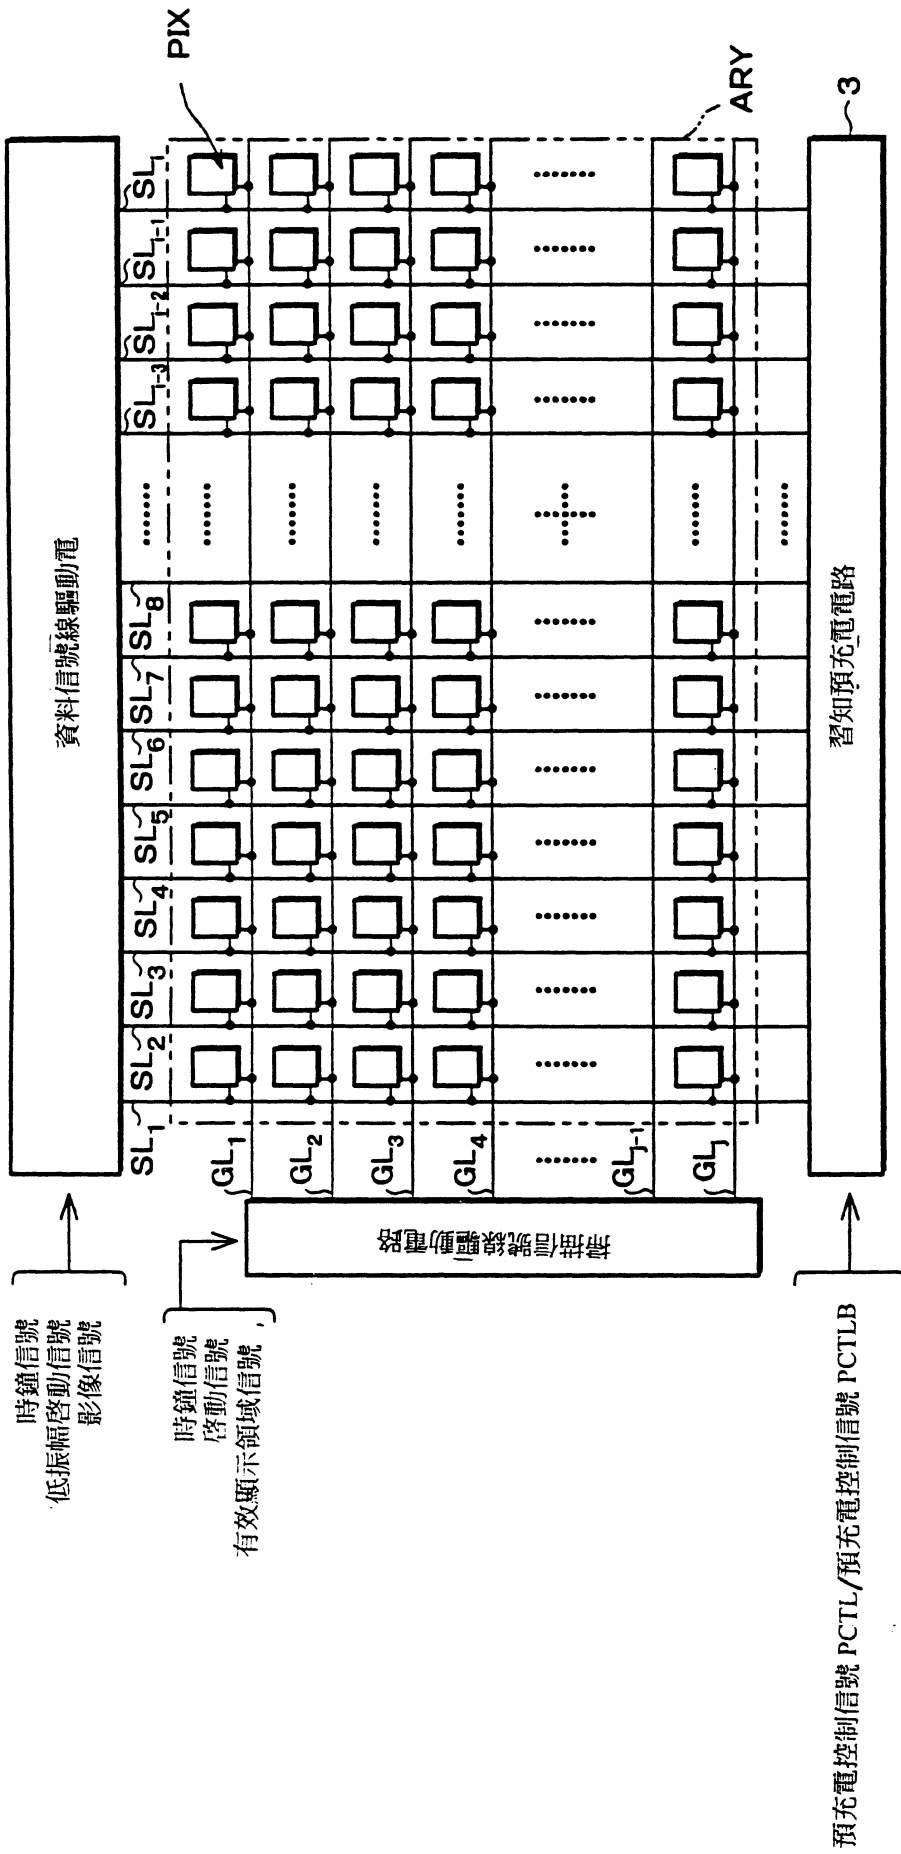 PIX
ARY
3
資料信號線驅動電
SL1
SL2
SL3
SL4
SL5
SL6
SL7
SL8
SLi-3
SLi-2
SLi-1
SLi
GL1
GL2
GL3
GL4
GLj-1
GLj
掃描信號線驅動電路
習知預充電電路
時鐘信號
低振幅啓動信號
影像信號
時鐘信號
啓動信號
有效顯示領域信號
預充電控制信號 PCTL/預充電控制信號 PCTLB